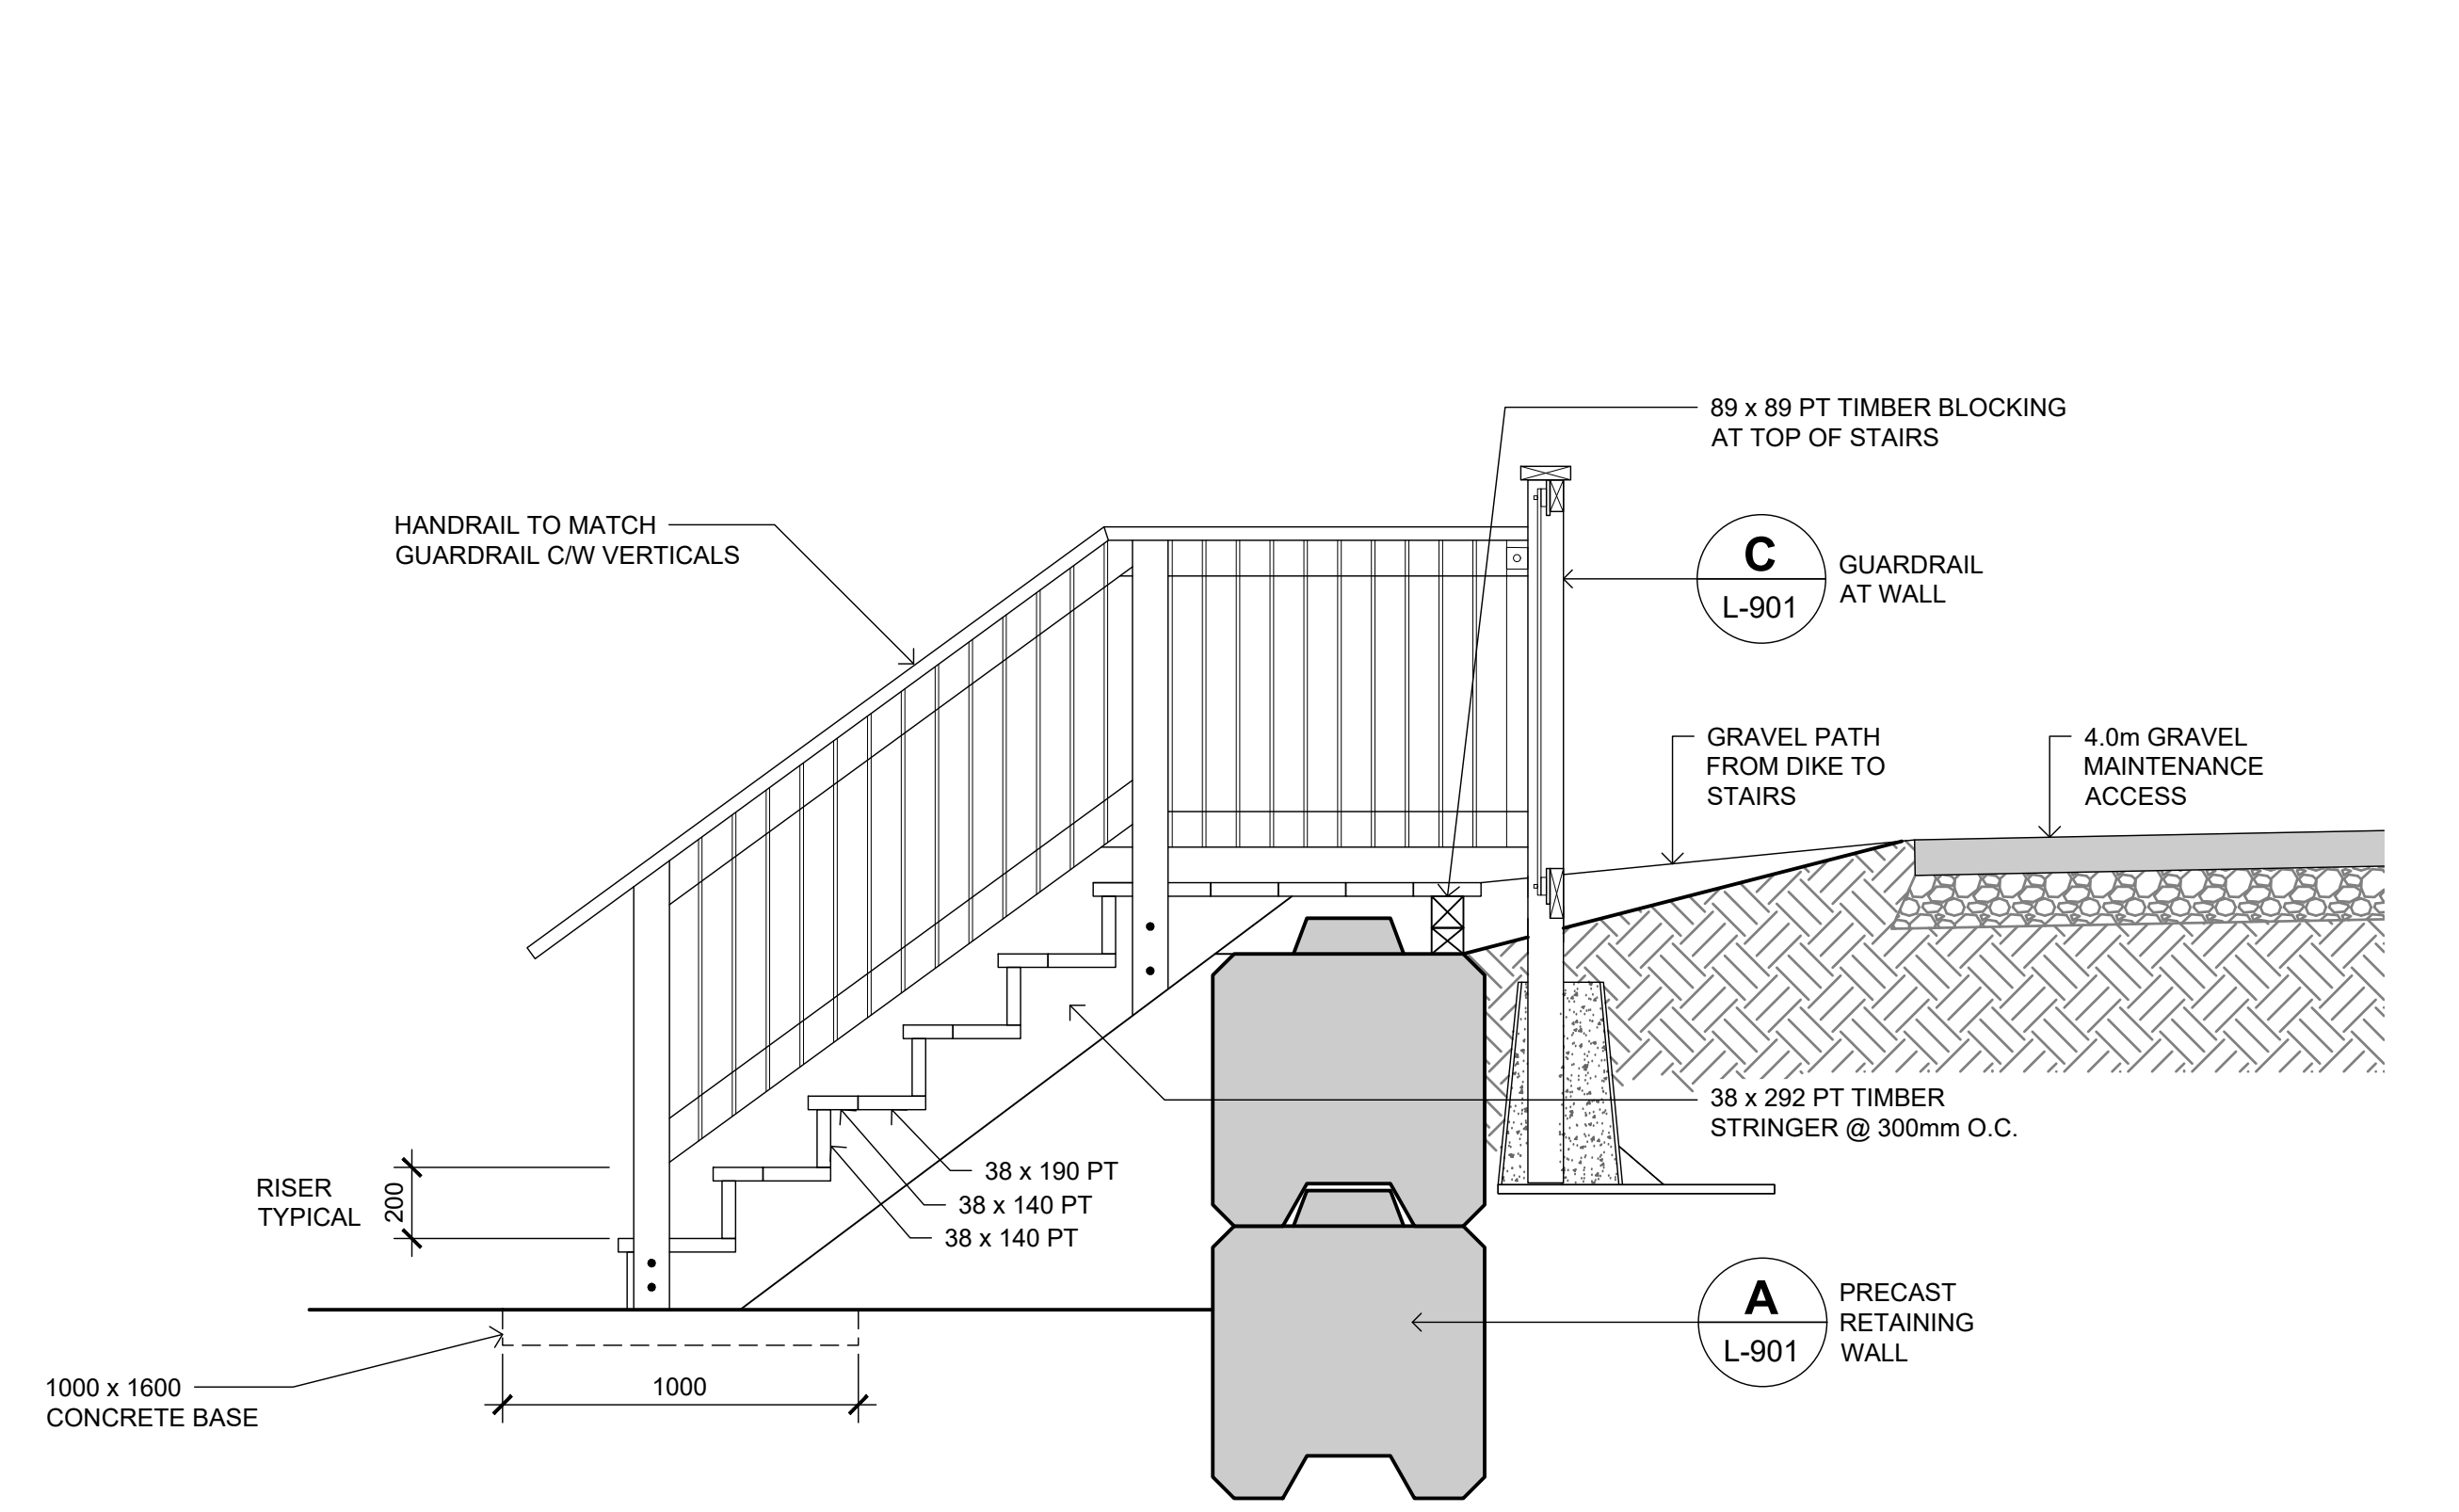 89 x 89 PT TIMBER BLOCKING
AT TOP OF STAIRS
HANDRAIL TO MATCH
GUARDRAIL C/W VERTICALS
C
L-901
GUARDRAIL
AT WALL
GRAVEL PATH
FROM DIKE TO
STAIRS
4.0m GRAVEL
MAINTENANCE
ACCESS
38 x 292 PT TIMBER
STRINGER @ 300mm O.C.
38 x 190 PT
38 x 140 PT
38 x 140 PT
RISER
TYPICAL
200
A
L-901
PRECAST
RETAINING
WALL
1000 x 1600
CONCRETE BASE
1000